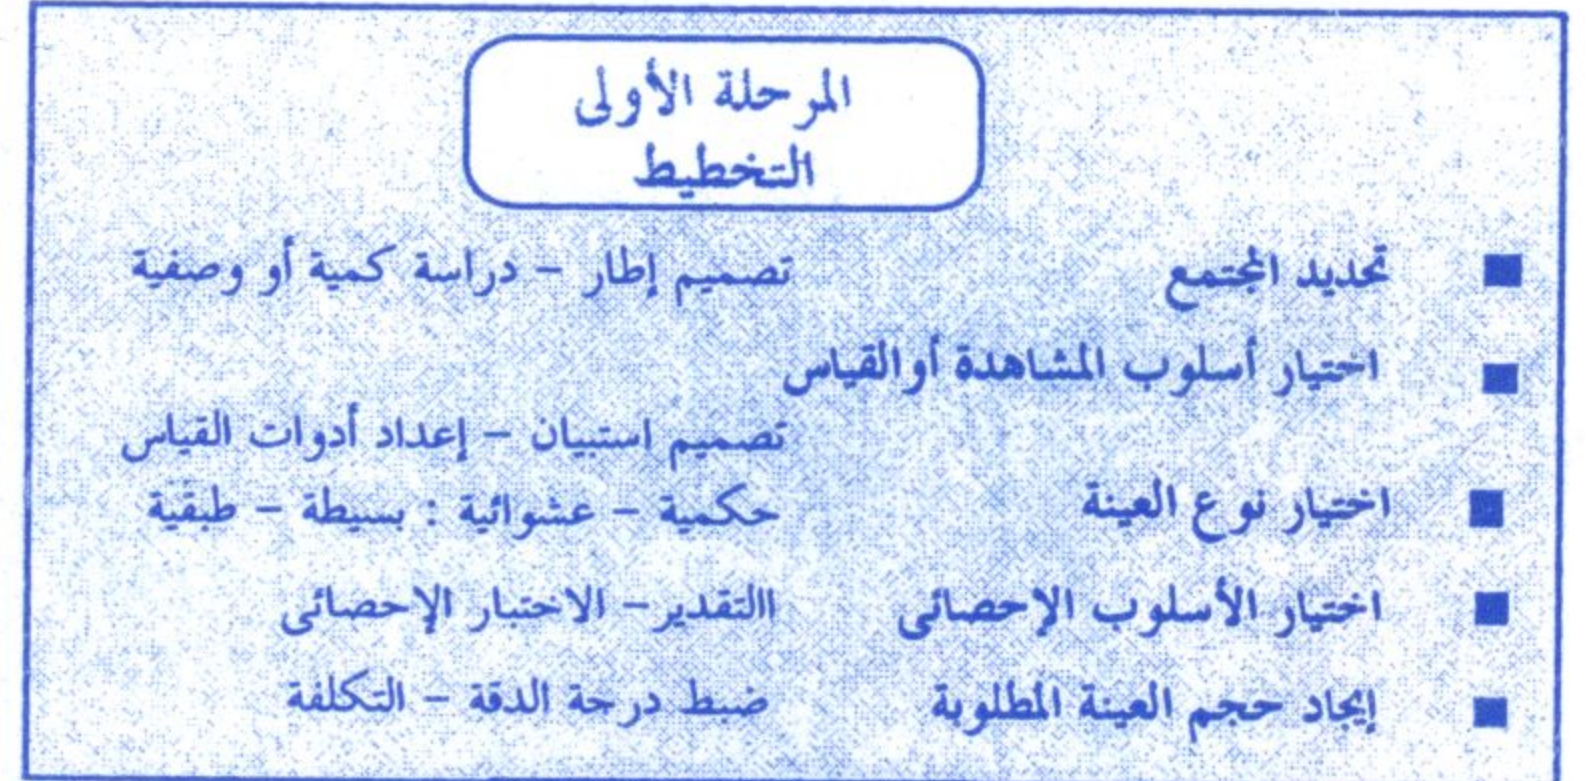 المرحلة الأولى
التخطيط
■ تحديد المجتمع تصميم إطار – دراسة كمية أو وصفية
■ اختيار أسلوب المشاهدة أوالقياس
تصميم استبيان – إعداد أدوات القياس
■ اختيار نوع العينة حكمية – عشوائية : بسيطة – طبقية
■ اختيار الأسلوب الإحصائى االتقدير– الاختبار الإحصائى
■ إيجاد حجم العينة المطلوبة ضبط درجة الدقة – التكلفة